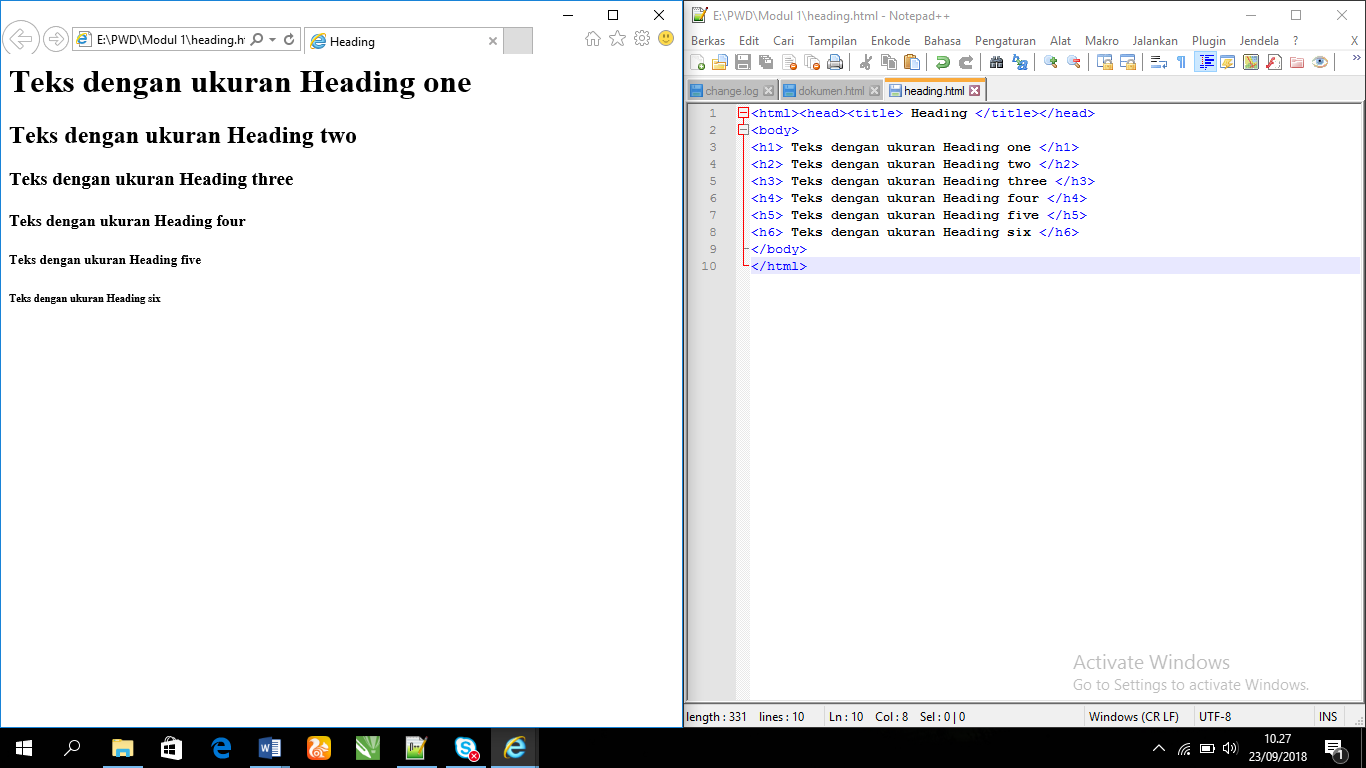 E:\PWD\Modul 1\heading.ht
Heading
Teks dengan ukuran Heading one
Teks dengan ukuran Heading two
Teks dengan ukuran Heading three
Teks dengan ukuran Heading four
Teks dengan ukuran Heading five
Teks dengan ukuran Heading six
E:\PWD\Modul 1\heading.html - Notepad++
Berkas Edit Cari Tampilan Enkode Bahasa Pengaturan Alat Makro Jalankan Plugin Jendela ? X
change.log dokumen.html heading.html
1 <html><head><title> Heading </title></head>
2 <body>
3 <h1> Teks dengan ukuran Heading one </h1>
4 <h2> Teks dengan ukuran Heading two </h2>
5 <h3> Teks dengan ukuran Heading three </h3>
6 <h4> Teks dengan ukuran Heading four </h4>
7 <h5> Teks dengan ukuran Heading five </h5>
8 <h6> Teks dengan ukuran Heading six </h6>
9 </body>
10 </html>
Activate Windows
Go to Settings to activate Windows.
length : 331 lines : 10 Ln : 10 Col : 8 Sel : 0 | 0 Windows (CR LF) UTF-8 INS
10.27
23/09/2018
1